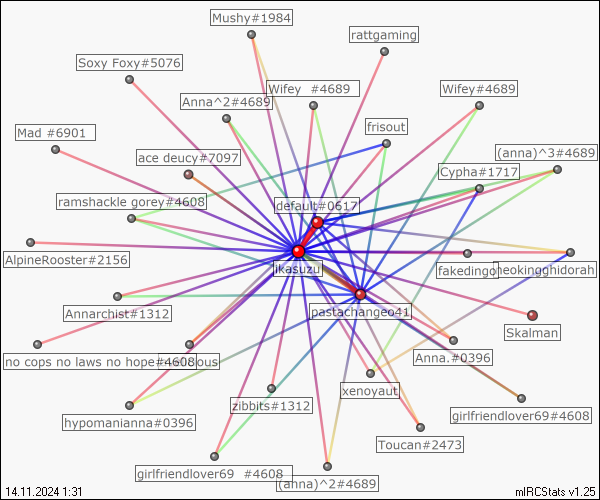 Mushy#1984
rattgaming
Soxy Foxy#5076
Wifey #4689
Wifey#4689
Anna^2#4689
frisout
Mad #6901
ace deucy#7097
(anna)^3#4689
Cypha#1717
ramshackle gorey#4608
default#0617
AlpineRooster#2156
ikasuzu
fakedingo
neokingghidorah
Annarchist#1312
pastachangeo41
Skalman
no cops no laws no hope#4608
Anna.#0396
xenoyaut
hypomanianna#0396
zibbits#1312
girlfriendlover69#4608
Toucan#2473
girlfriendlover69 #4608
(anna)^2#4689
14.11.2024 1:31
mIRCStats v1.25